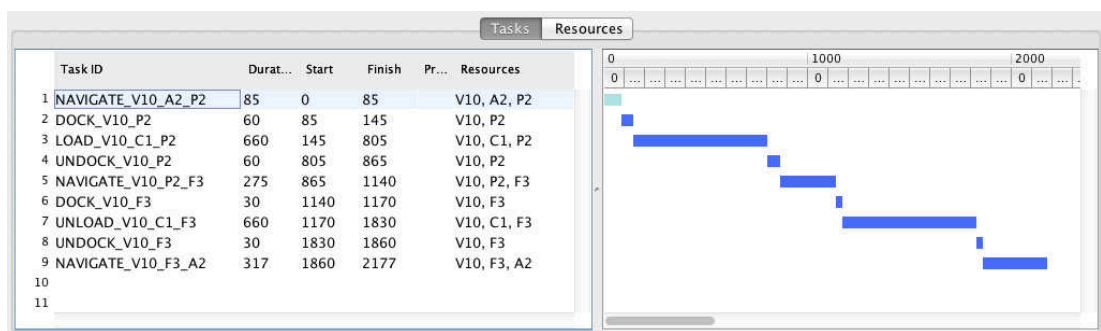 Tasks Resources
Task ID Durat... Start Finish Pr... Resources
0 1000 2000
0 ... ... ... ... ... ... ... ... ... 0 ... ... ... ... ... ... ... ... ... 0 ... ...
1 NAVIGATE_V10_A2_P2 85 0 85 V10, A2, P2
2 DOCK_V10_P2 60 85 145 V10, P2
3 LOAD_V10_C1_P2 660 145 805 V10, C1, P2
4 UNDOCK_V10_P2 60 805 865 V10, P2
5 NAVIGATE_V10_P2_F3 275 865 1140 V10, P2, F3
6 DOCK_V10_F3 30 1140 1170 V10, F3
7 UNLOAD_V10_C1_F3 660 1170 1830 V10, C1, F3
8 UNDOCK_V10_F3 30 1830 1860 V10, F3
9 NAVIGATE_V10_F3_A2 317 1860 2177 V10, F3, A2
10
11